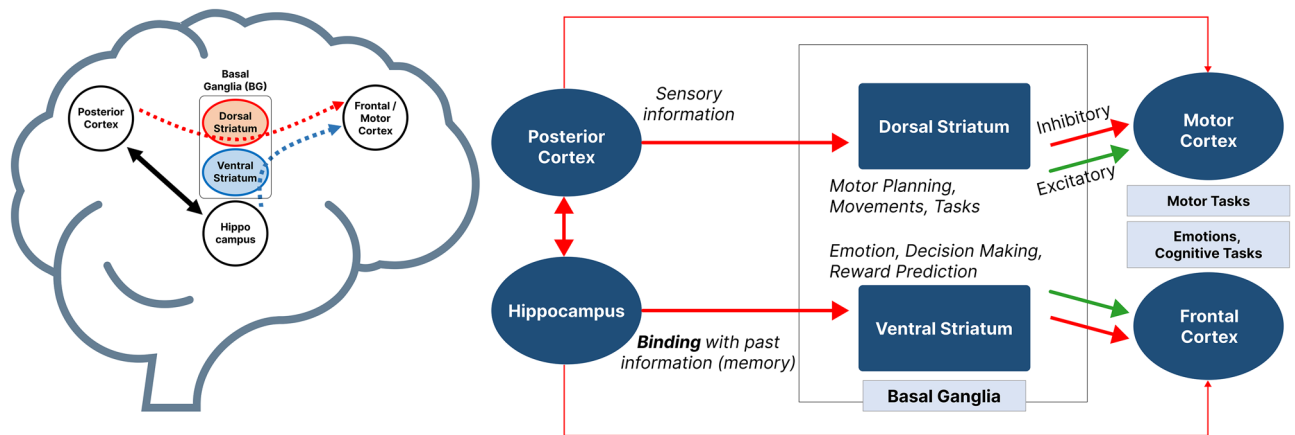 Basal
Ganglia (BG)
Posterior
Cortex
Dorsal
Striatum
Frontal /
Motor
Cortex
Ventral
Striatum
Hippo
campus
Sensory
information
Posterior
Cortex
Dorsal Striatum
Inhibitory
Excitatory
Motor
Cortex
Motor Planning,
Movements, Tasks
Motor Tasks
Emotions,
Cognitive Tasks
Emotion, Decision Making,
Reward Prediction
Hippocampus
Ventral Striatum
Frontal
Cortex
Binding with past
information (memory)
Basal Ganglia